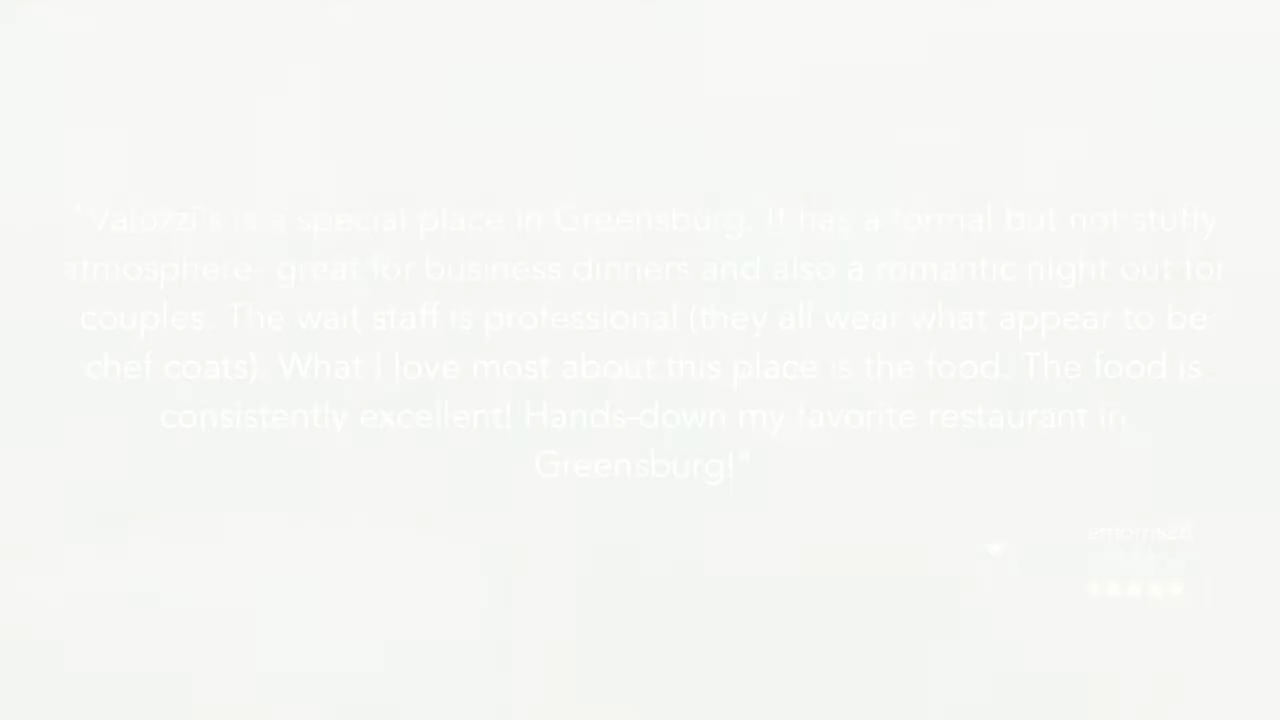 "Valozzi's is a special place in Greensburg. It has a formal but not stuffy
atmosphere- great for business dinners and also a romantic night out for
couples. The wait staff is professional (they all wear what appear to be
chef coats). What I love most about this place is the food. The food is
consistently excellent! Hands-down my favorite restaurant in
Greensburg!"